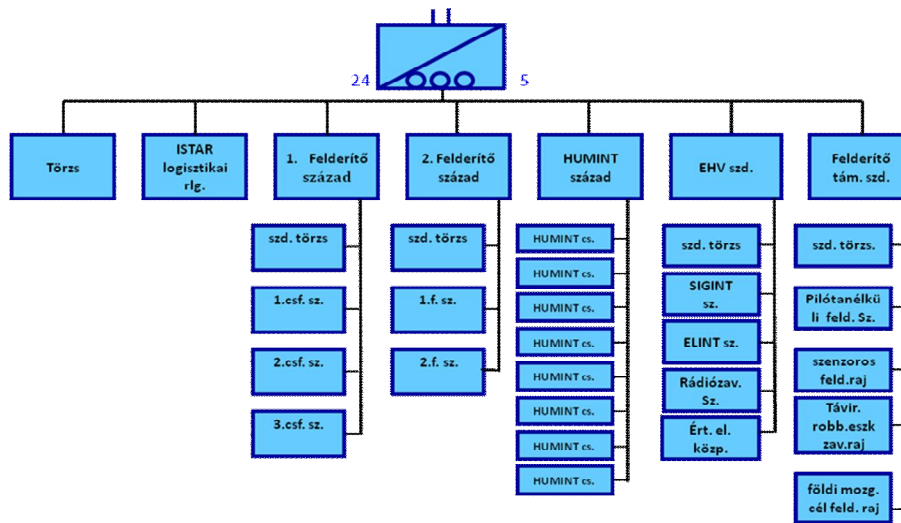 24
5
Törzs
ISTAR
logisztikai
rlg.
1. Felderítő
század
2. Felderítő
század
HUMINT
század
EHV szd.
Felderítő
tám. szd.
szd. törzs
1.csf. sz.
2.csf. sz.
3.csf. sz.
szd. törzs
1.f. sz.
2.f. sz.
HUMINT cs.
HUMINT cs.
HUMINT cs.
HUMINT cs.
HUMINT cs.
HUMINT cs.
HUMINT cs.
HUMINT cs.
szd. törzs
SIGINT
sz.
ELINT sz.
Rádiózav.
Sz.
Ért. el.
közp.
szd. törzs.
Pilótanélkü
li feld. Sz.
szenzoros
feld.raj
Távir.
robb.eszk
zav.raj
földi mozg.
cél feld. raj